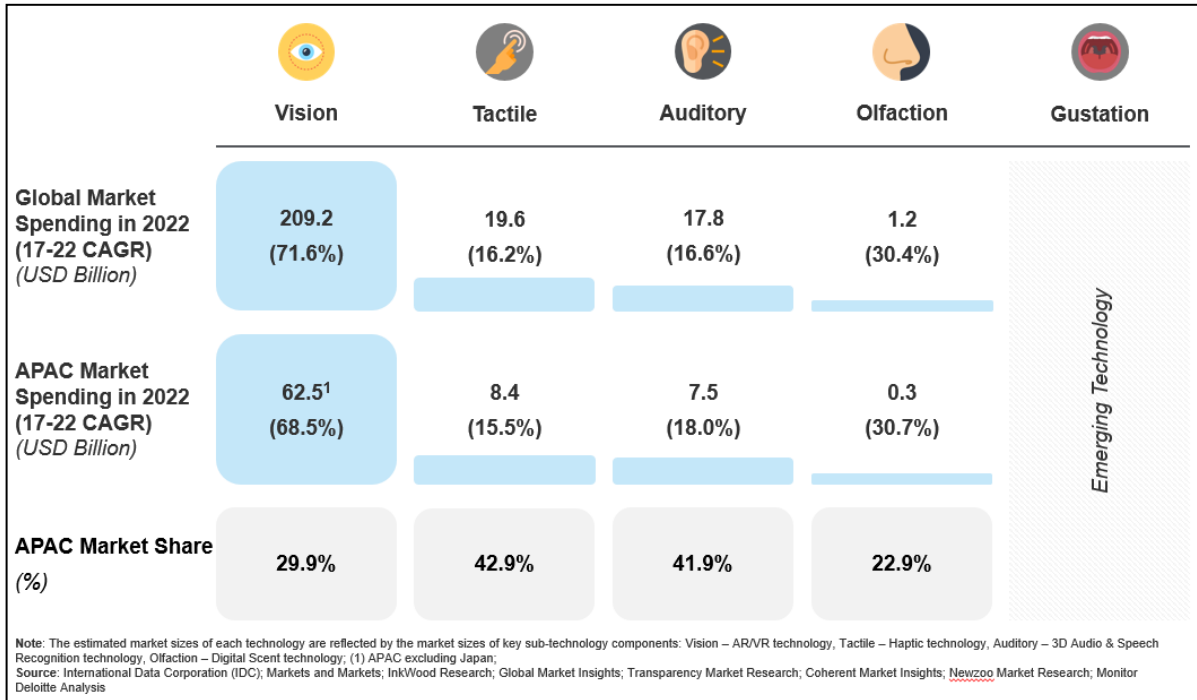 Vision
Tactile
Auditory
Olfaction
Gustation
Global Market
Spending in 2022
(17-22 CAGR)
(USD Billion)
209.2
(71.6%)
19.6
(16.2%)
17.8
(16.6%)
1.2
(30.4%)
APAC Market
Spending in 2022
(17-22 CAGR)
(USD Billion)
62.5¹
(68.5%)
8.4
(15.5%)
7.5
(18.0%)
0.3
(30.7%)
Emerging Technology
APAC Market Share
(%)
29.9%
42.9%
41.9%
22.9%
Note: The estimated market sizes of each technology are reflected by the market sizes of key sub-technology components: Vision – AR/VR technology, Tactile – Haptic technology, Auditory – 3D Audio & Speech
Recognition technology, Olfaction – Digital Scent technology; (1) APAC excluding Japan;
Source: International Data Corporation (IDC); Markets and Markets; InkWood Research; Global Market Insights; Transparency Market Research; Coherent Market Insights; Newzoo Market Research; Monitor
Deloitte Analysis